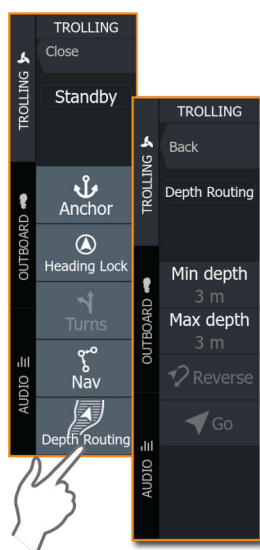 TROLLING
Close
TROLLING
Standby
OUTBOARD
Anchor
Heading Lock
Turns
Nav
AUDIO
Depth Routing
TROLLING
Back
TROLLING
Depth Routing
OUTBOARD
Min depth
3 m
Max depth
3 m
Reverse
Go
AUDIO